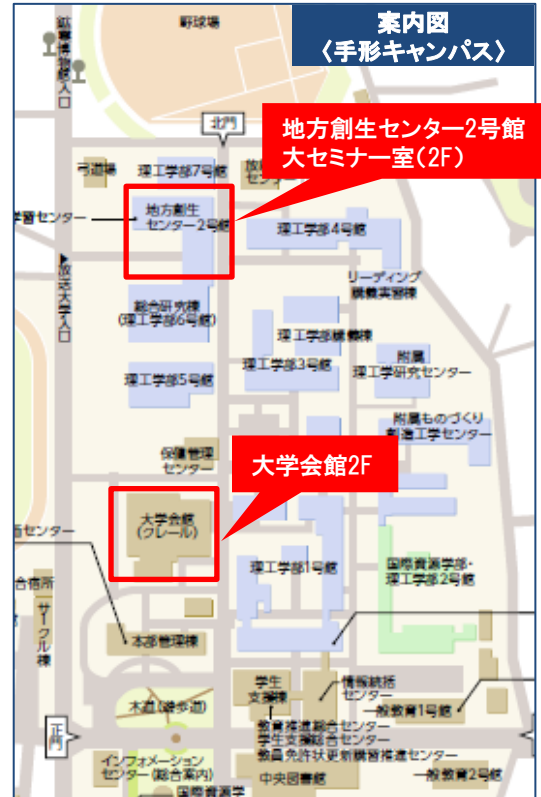 案内図
〈手形キャンパス〉
野球場
鉱業博物館入口
北門
地方創生センター2号館
大セミナー室(2F)
弓道場
理工学部7号館
地方創生
センター2号館
理工学部4号館
学習センター
▶放送大学入口
リーディング
講義実習棟
総合研究棟
(理工学部6号館)
理工学部講義棟
理工学部3号館
附属
理工学研究センター
理工学部5号館
附属ものづくり
創造工学センター
保健管理
センター
大学会館2F
大学会館
(クレール)
センター
理工学部1号館
国際資源学部・
理工学部2号館
合宿所
サークル棟
本部管理棟
学生
支援棟
情報統括
センター
木道(遊歩道)
一般教育1号館
正門
教育推進総合センター
学生支援総合センター
教員免許状更新講習推進センター
インフォメーション
センター(総合案内)
中央図書館
一般教育2号館
国際資源学